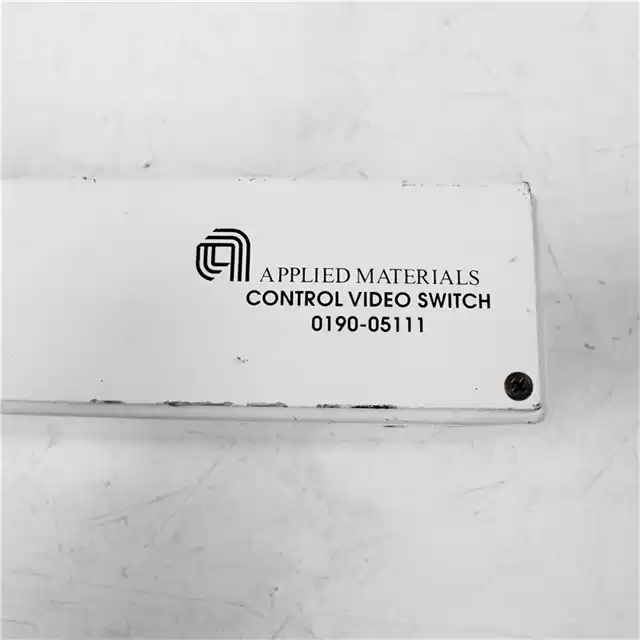 APPLIED MATERIALS
CONTROL VIDEO SWITCH
0190-05111